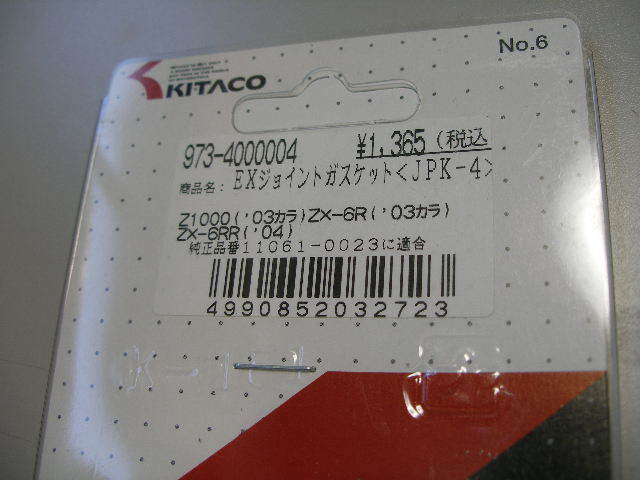 No.6
KITACO
973-4000004 ¥1,365(税込
商品名: EXジョイントガスケット<JPK-4>
Z1000('03カラ)ZX-6R('03カラ)
ZX-6RR('04)
純正品番11061-0023に適合
4990852032723